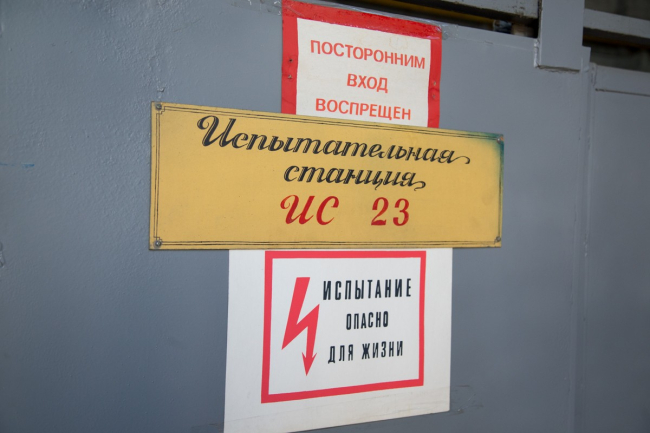 ПОСТОРОННИМ
ВХОД
ВОСПРЕЩЕН
Испытательная
станция
ИС 23
ИСПЫТАНИЕ
ОПАСНО
ДЛЯ ЖИЗНИ